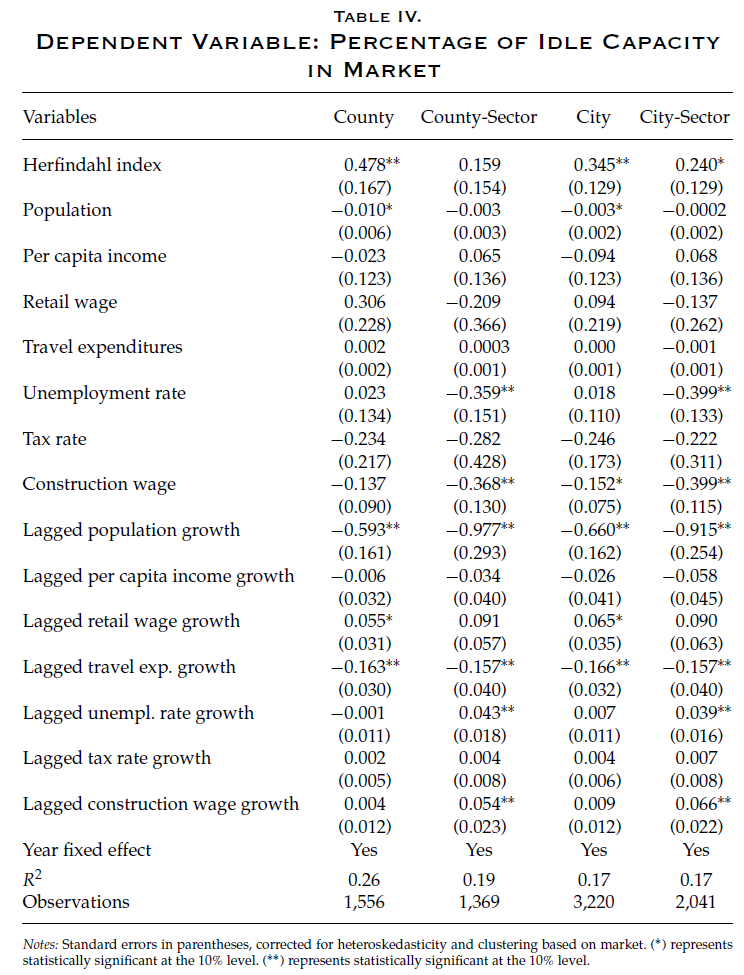 TABLE IV.
DEPENDENT VARIABLE: PERCENTAGE OF IDLE CAPACITY
IN MARKET
Variables County County-Sector City City-Sector
Herfindahl index 0.478** 0.159 0.345** 0.240*
(0.167) (0.154) (0.129) (0.129)
Population −0.010* −0.003 −0.003* −0.0002
(0.006) (0.003) (0.002) (0.002)
Per capita income −0.023 0.065 −0.094 0.068
(0.123) (0.136) (0.123) (0.136)
Retail wage 0.306 −0.209 0.094 −0.137
(0.228) (0.366) (0.219) (0.262)
Travel expenditures 0.002 0.0003 0.000 −0.001
(0.002) (0.001) (0.001) (0.001)
Unemployment rate 0.023 −0.359** 0.018 −0.399**
(0.134) (0.151) (0.110) (0.133)
Tax rate −0.234 −0.282 −0.246 −0.222
(0.217) (0.428) (0.173) (0.311)
Construction wage −0.137 −0.368** −0.152* −0.399**
(0.090) (0.130) (0.075) (0.115)
Lagged population growth −0.593** −0.977** −0.660** −0.915**
(0.161) (0.293) (0.162) (0.254)
Lagged per capita income growth −0.006 −0.034 −0.026 −0.058
(0.032) (0.040) (0.041) (0.045)
Lagged retail wage growth 0.055* 0.091 0.065* 0.090
(0.031) (0.057) (0.035) (0.063)
Lagged travel exp. growth −0.163** −0.157** −0.166** −0.157**
(0.030) (0.040) (0.032) (0.040)
Lagged unempl. rate growth −0.001 0.043** 0.007 0.039**
(0.011) (0.018) (0.011) (0.016)
Lagged tax rate growth 0.002 0.004 0.004 0.007
(0.005) (0.008) (0.006) (0.008)
Lagged construction wage growth 0.004 0.054** 0.009 0.066**
(0.012) (0.023) (0.012) (0.022)
Year fixed effect Yes Yes Yes Yes
R² 0.26 0.19 0.17 0.17
Observations 1,556 1,369 3,220 2,041
Notes: Standard errors in parentheses, corrected for heteroskedasticity and clustering based on market. (*) represents
statistically significant at the 10% level. (**) represents statistically significant at the 10% level.